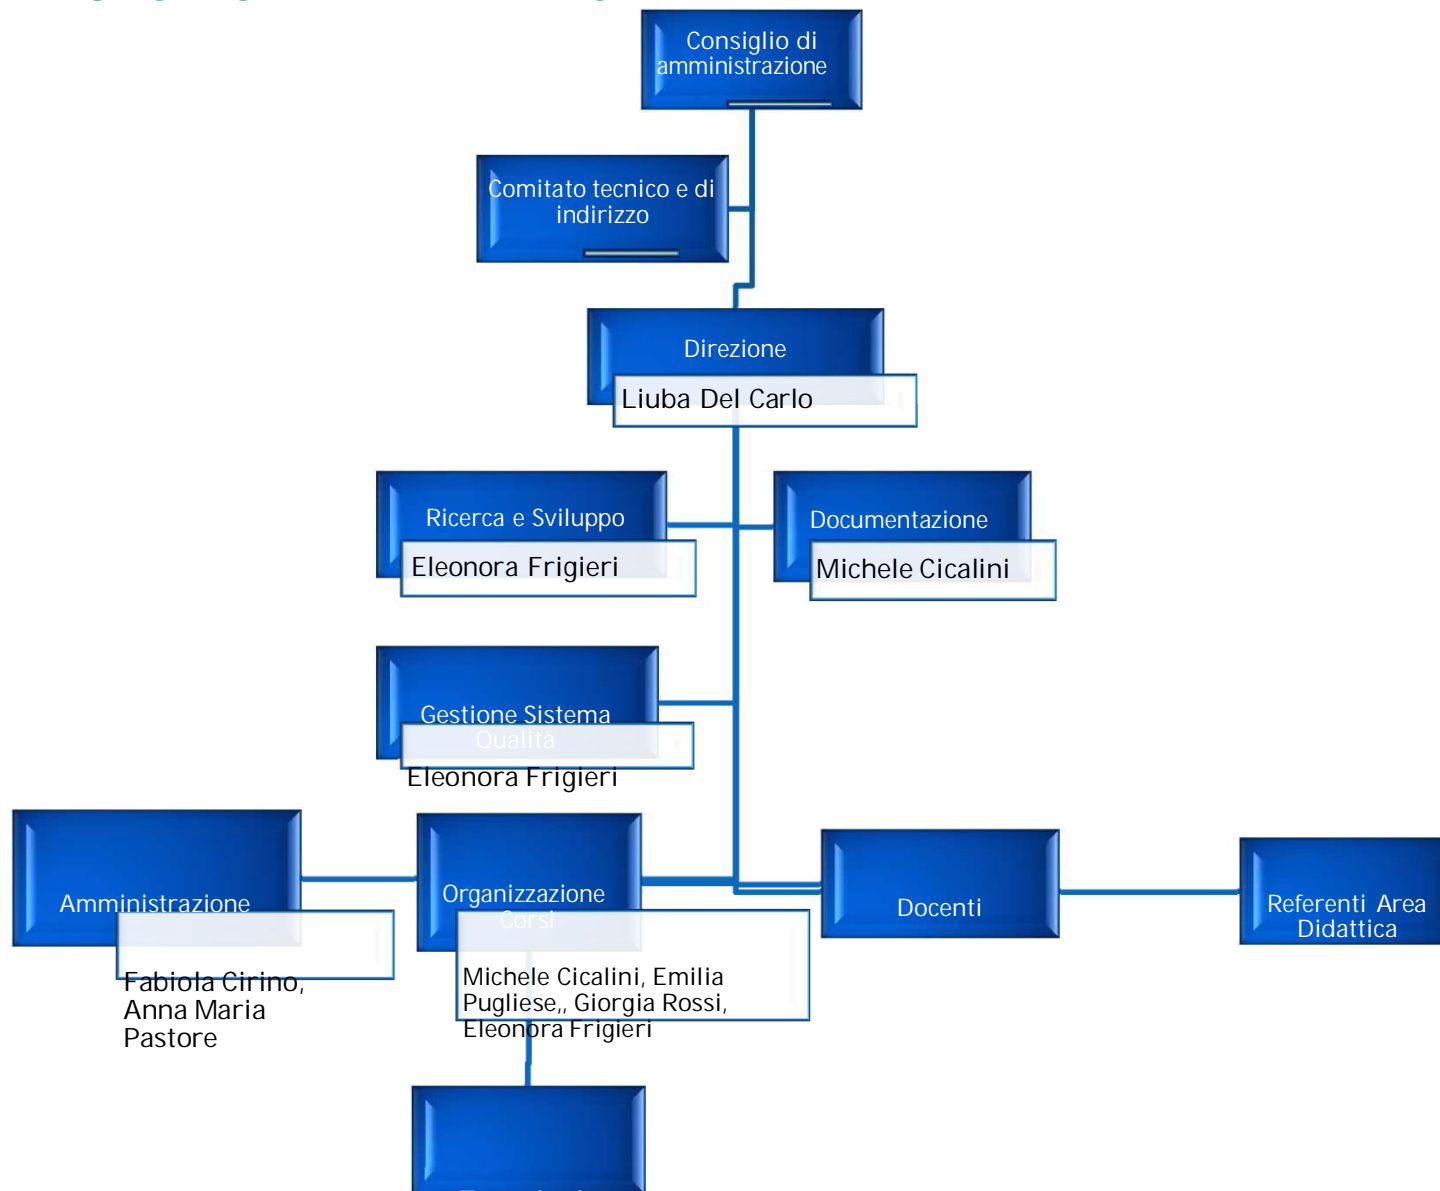 Consiglio di
amministrazione
Comitato tecnico e di
indirizzo
Direzione
Liuba Del Carlo
Ricerca e Sviluppo
Eleonora Frigieri
Documentazione
Michele Cicalini
Gestione Sistema
Qualità
Eleonora Frigieri
Amministrazione
Fabiola Cirino,
Anna Maria
Pastore
Organizzazione
Corsi
Michele Cicalini, Emilia
Pugliese,, Giorgia Rossi,
Eleonora Frigieri
Docenti
Referenti Area
Didattica